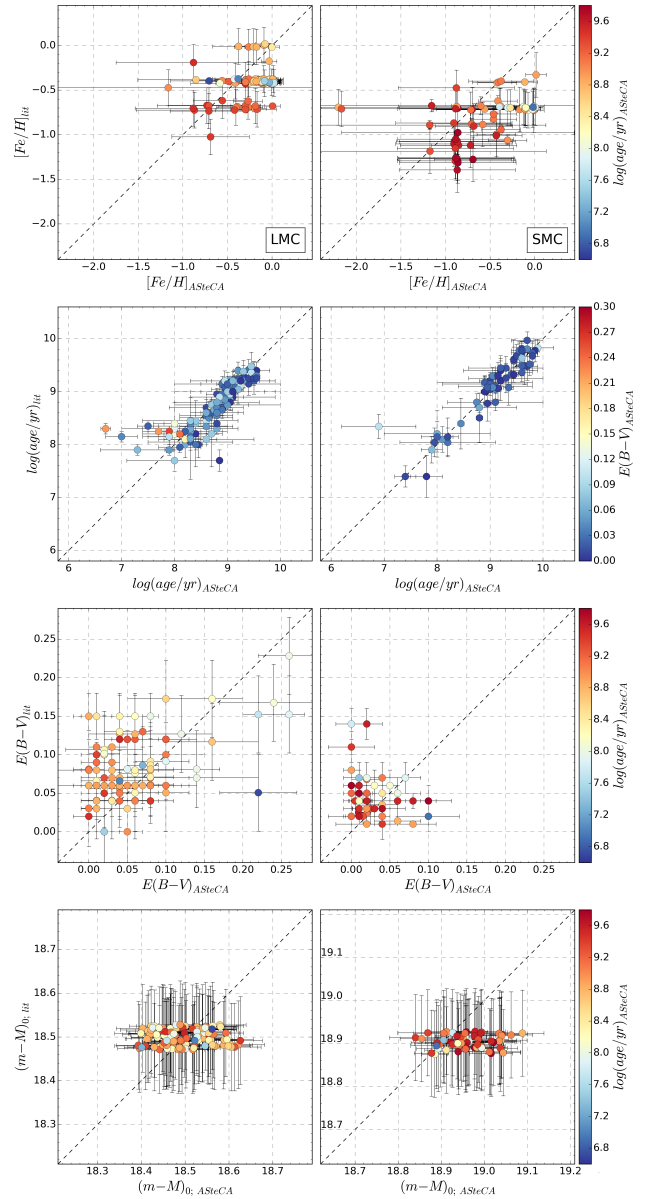 0.0
−0.5
−1.0
−1.5
−2.0
[Fe/H]lit
−2.0 −1.5 −1.0 −0.5 0.0
[Fe/H]ASteCA
LMC
−2.0 −1.5 −1.0 −0.5 0.0
[Fe/H]ASteCA
SMC
9.6
9.2
8.8
8.4
8.0
7.6
7.2
6.8
log(age/yr)ASteCA
10
9
8
7
6
log(age/yr)lit
6 7 8 9 10
log(age/yr)ASteCA
6 7 8 9 10
log(age/yr)ASteCA
0.30
0.27
0.24
0.21
0.18
0.15
0.12
0.09
0.06
0.03
0.00
E(B−V)ASteCA
0.25
0.20
0.15
0.10
0.05
0.00
E(B−V)lit
0.00 0.05 0.10 0.15 0.20 0.25
E(B−V)ASteCA
0.00 0.05 0.10 0.15 0.20 0.25
E(B−V)ASteCA
9.6
9.2
8.8
8.4
8.0
7.6
7.2
6.8
log(age/yr)ASteCA
18.7
18.6
18.5
18.4
18.3
(m−M)0; lit
18.3 18.4 18.5 18.6 18.7
(m−M)0; ASteCA
19.1
19.0
18.9
18.8
18.7
18.7 18.8 18.9 19.0 19.1 19.2
(m−M)0; ASteCA
9.6
9.2
8.8
8.4
8.0
7.6
7.2
6.8
log(age/yr)ASteCA